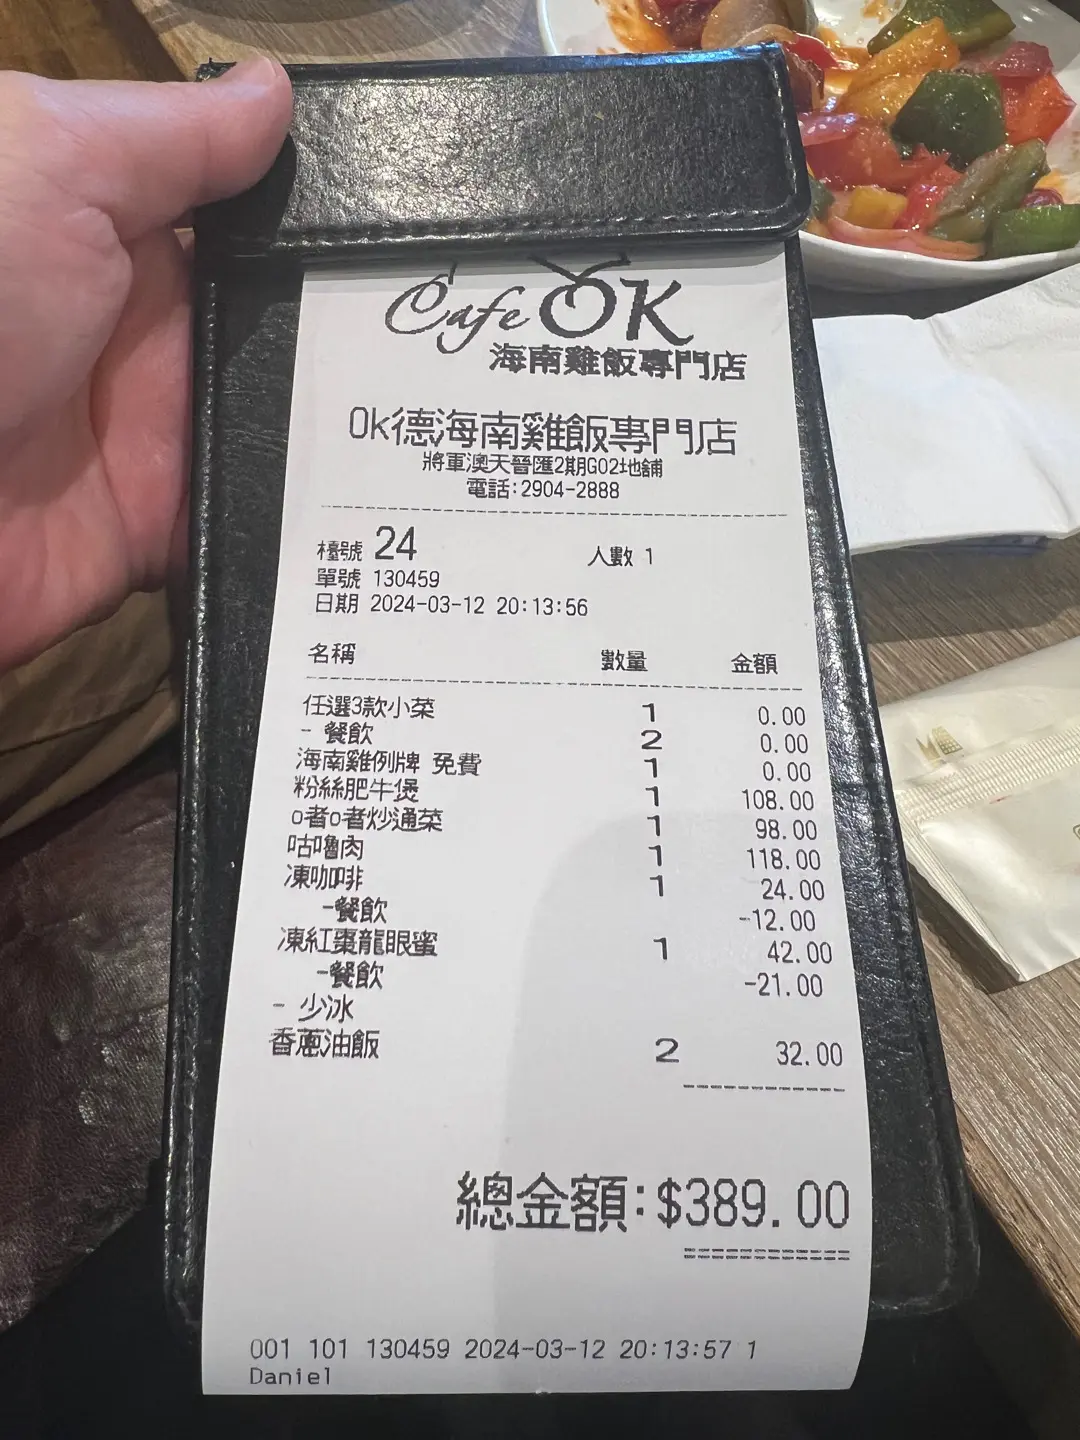 Cafe OK
海南雞飯專門店
Ok德海南雞飯專門店
將軍澳天晉匯2期G02地舖
電話:2904-2888
檯號 24 人數 1
單號 130459
日期 2024-03-12 20:13:56
名稱 數量 金額
任選3款小菜 1 0.00
- 餐飲 2 0.00
海南雞例牌 免費 1 0.00
粉絲肥牛煲 1 108.00
o者o者炒通菜 1 98.00
咕嚕肉 1 118.00
凍咖啡 1 24.00
-餐飲 -12.00
凍紅棗龍眼蜜 1 42.00
-餐飲 -21.00
- 少冰
香蔥油飯 2 32.00
總金額:$389.00
001 101 130459 2024-03-12 20:13:57 1
Daniel